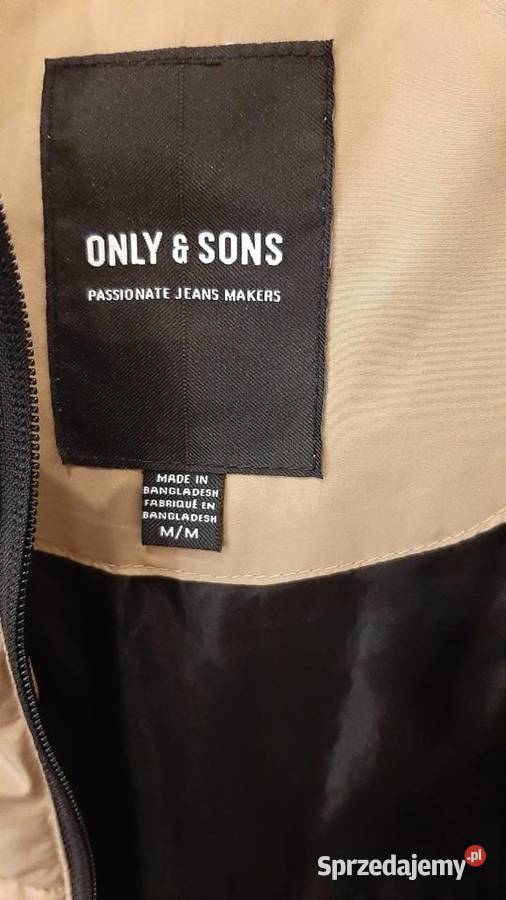 ONLY & SONS
PASSIONATE JEANS MAKERS
MADE IN
BANGLADESH
FABRIQUÉ EN
BANGLADESH
M/M
Sprzedajemy.pl